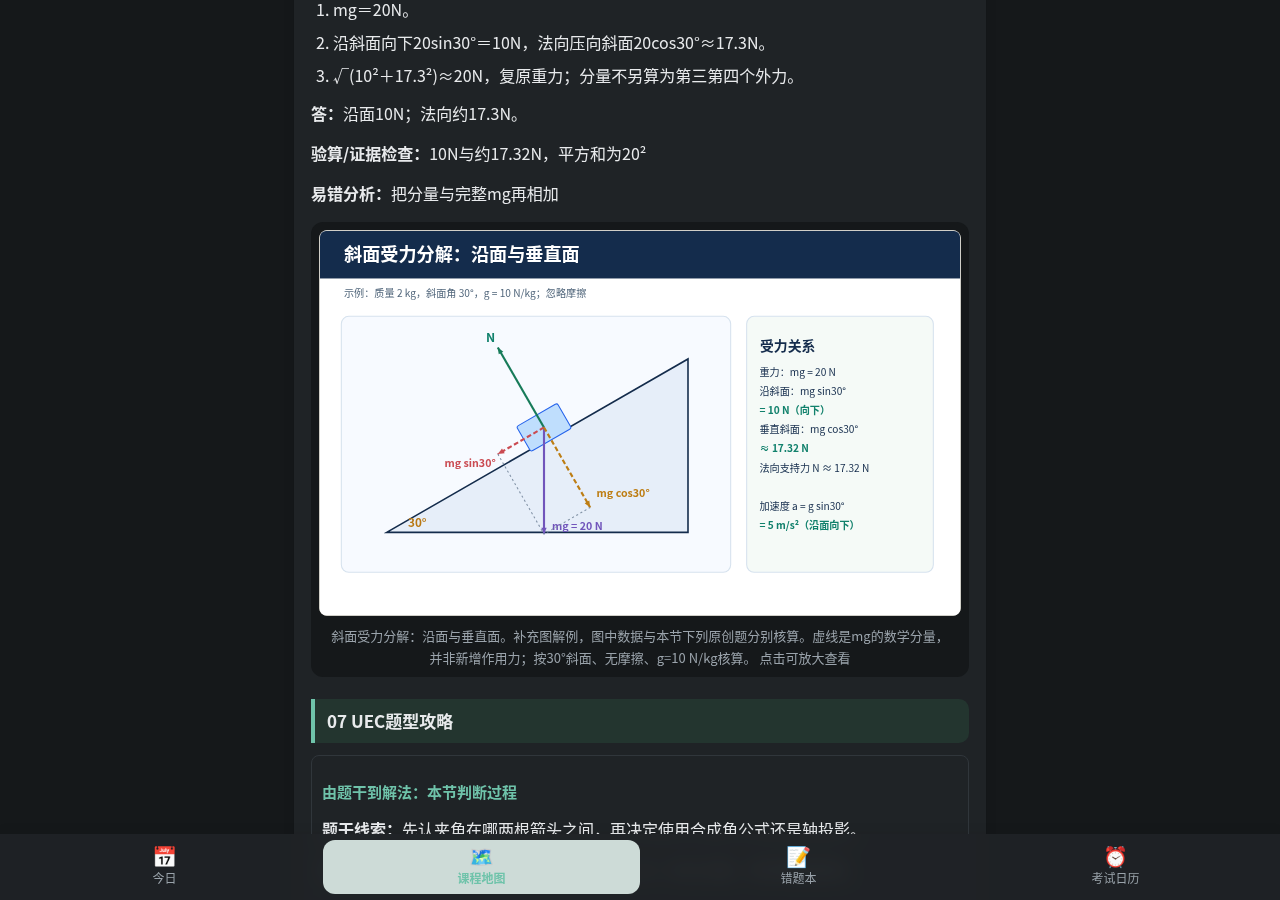 1. mg＝20N。
2. 沿斜面向下20sin30°＝10N，法向压向斜面20cos30°≈17.3N。
3. √(10²＋17.3²)≈20N，复原重力；分量不另算为第三第四个外力。
答：沿面10N；法向约17.3N。
验算/证据检查：10N与约17.32N，平方和为20²
易错分析：把分量与完整mg再相加
斜面受力分解：沿面与垂直面
示例：质量 2 kg，斜面角 30°，g = 10 N/kg；忽略摩擦
N
mg sin30°
mg cos30°
30°
mg = 20 N
受力关系
重力：mg = 20 N
沿斜面：mg sin30°
= 10 N（向下）
垂直斜面：mg cos30°
≈ 17.32 N
法向支持力 N ≈ 17.32 N
加速度 a = g sin30°
= 5 m/s²（沿面向下）
斜面受力分解：沿面与垂直面。补充图解例，图中数据与本节下列原创题分别核算。虚线是mg的数学分量，
并非新增作用力；按30°斜面、无摩擦、g=10 N/kg核算。 点击可放大查看
07 UEC题型攻略
由题干到解法：本节判断过程
题干线索：先认夹角在哪两根箭头之间，再决定使用合成角公式还是轴投影。
今日
课程地图
错题本
考试日历